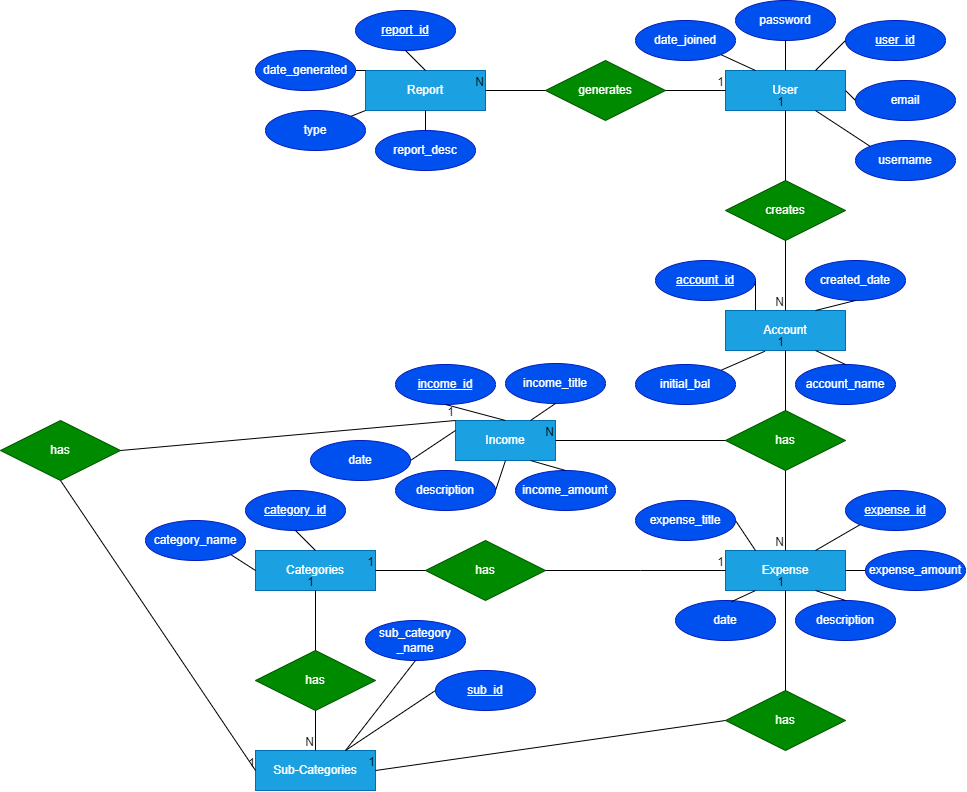 password
report_id
date_joined
user_id
date_generated
Report
N
generates
1
User
1
email
type
report_desc
username
creates
account_id
created_date
N
Account
1
income_id
income_title
initial_bal
account_name
1
has
Income
N
has
date
description
income_amount
category_id
expense_title
expense_id
category_name
N
Categories
1
1
has
1
Expense
1
expense_amount
date
description
sub_category
_name
has
sub_id
has
N
1
Sub-Categories
1